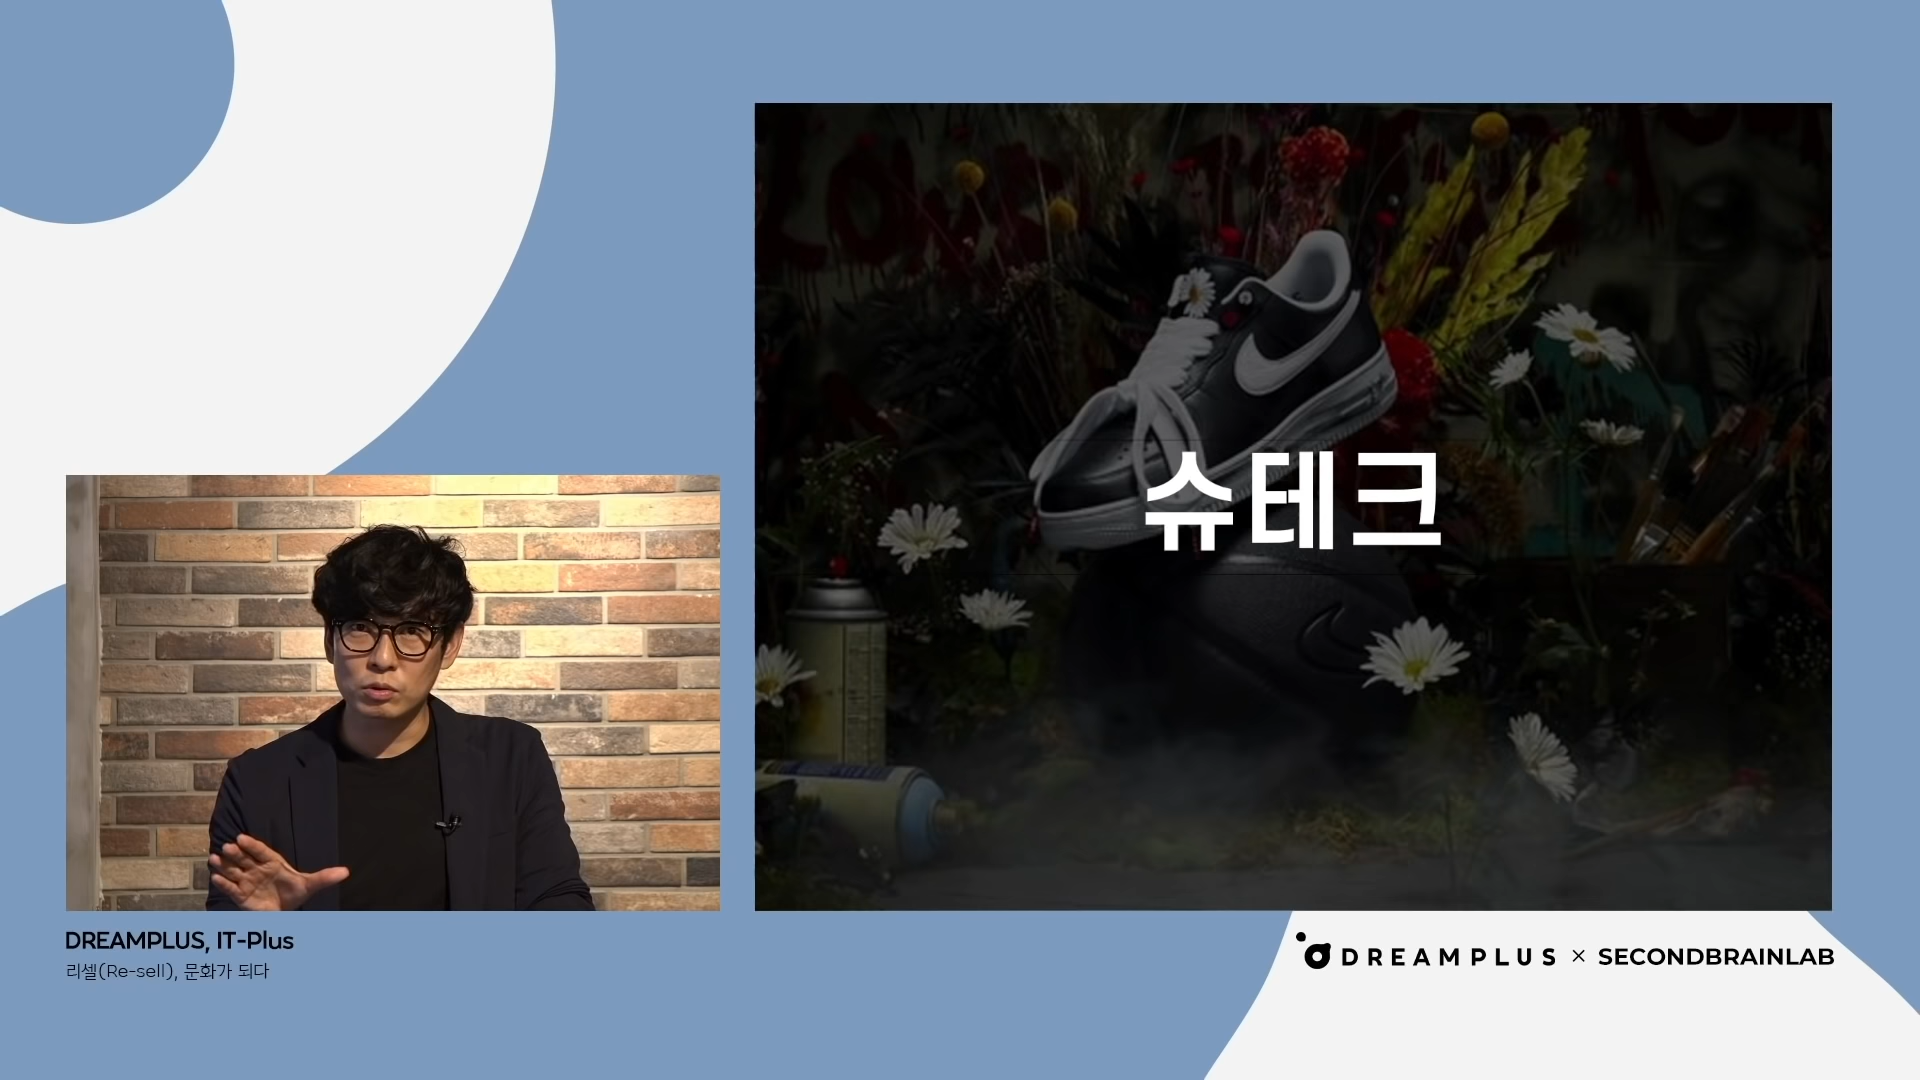 슈테크
DREAMPLUS, IT-Plus
리셀(Re-sell), 문화가 되다
DREAMPLUS × SECONDBRAINLAB